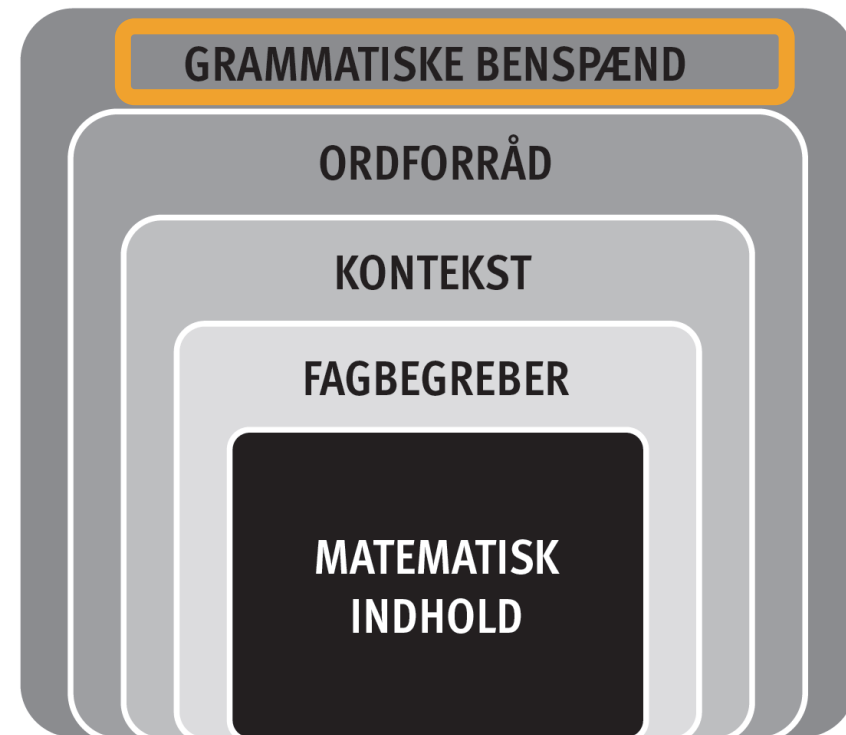 GRAMMATISKE BENSPÆND
ORDFORRÅD
KONTEKST
FAGBEGREBER
MATEMATISK
INDHOLD